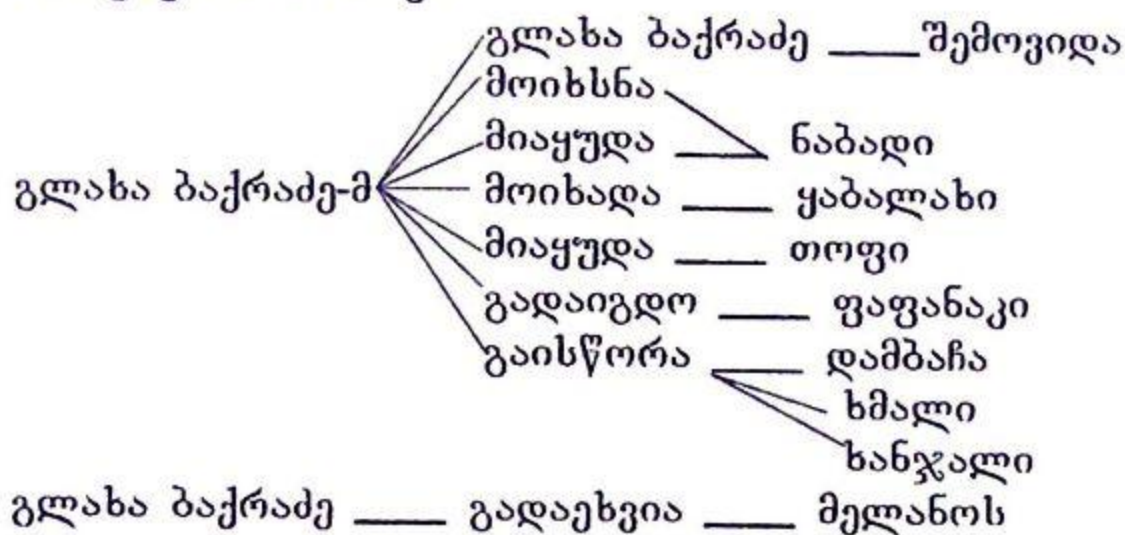 გლახა ბაქრაძე ____ შემოვიდა
მოიხსნა
მიაყუდა ____ ნაბადი
გლახა ბაქრაძე-მ მოიხადა ____ ყაბალახი
მიაყუდა ____ თოფი
გადაიგდო ____ ფაფანაკი
გაისწორა ____ დამბაჩა
ხმალი
ხანჯალი
გლახა ბაქრაძე ____ გადაეხვია ____ მელანოს